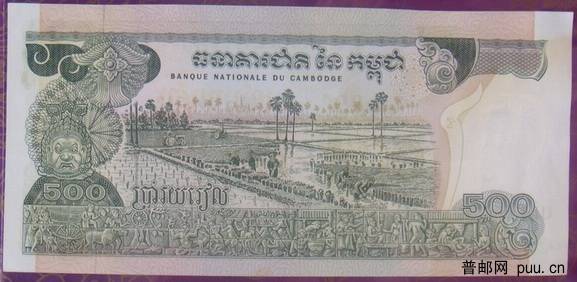 ធនាគារជាតិនៃកម្ពុជា
BANQUE NATIONALE DU CAMBODGE
500
ប្រាំរយរៀល
500
普邮网 puu.cn